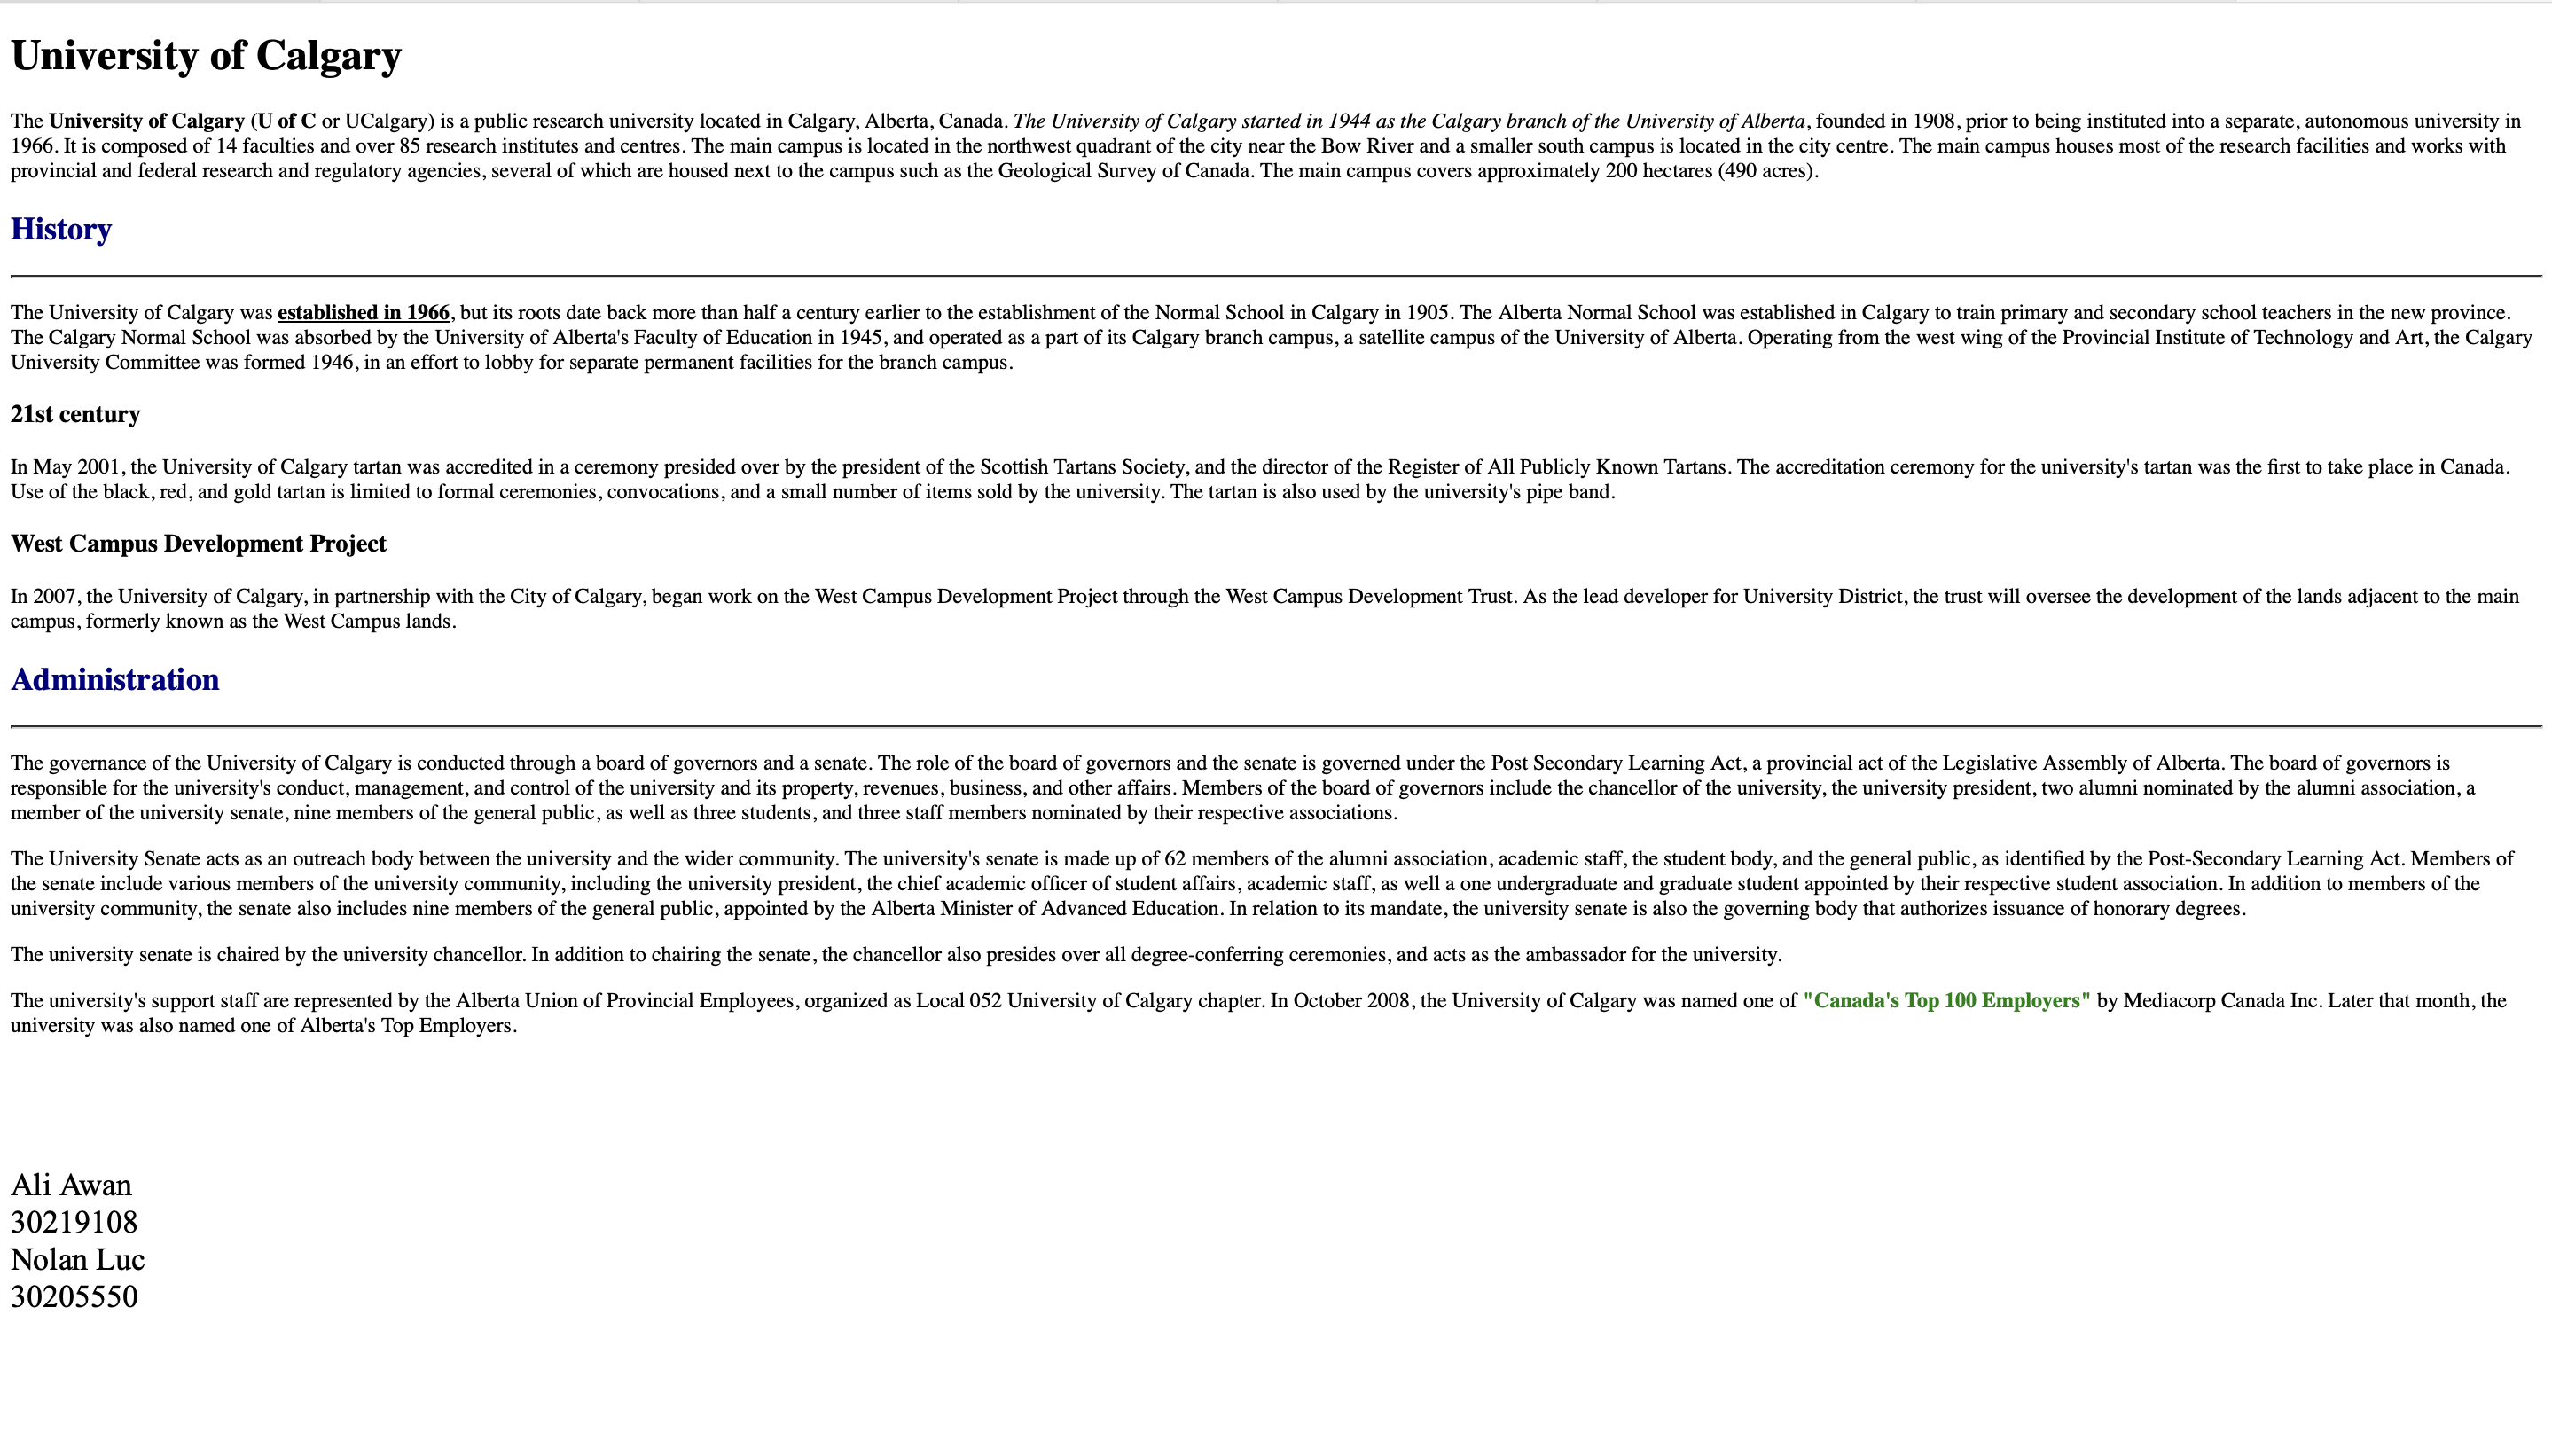 University of Calgary
The University of Calgary (U of C or UCalgary) is a public research university located in Calgary, Alberta, Canada. The University of Calgary started in 1944 as the Calgary branch of the University of Alberta, founded in 1908, prior to being instituted into a separate, autonomous university in
1966. It is composed of 14 faculties and over 85 research institutes and centres. The main campus is located in the northwest quadrant of the city near the Bow River and a smaller south campus is located in the city centre. The main campus houses most of the research facilities and works with
provincial and federal research and regulatory agencies, several of which are housed next to the campus such as the Geological Survey of Canada. The main campus covers approximately 200 hectares (490 acres).
History
The University of Calgary was established in 1966, but its roots date back more than half a century earlier to the establishment of the Normal School in Calgary in 1905. The Alberta Normal School was established in Calgary to train primary and secondary school teachers in the new province.
The Calgary Normal School was absorbed by the University of Alberta's Faculty of Education in 1945, and operated as a part of its Calgary branch campus, a satellite campus of the University of Alberta. Operating from the west wing of the Provincial Institute of Technology and Art, the Calgary
University Committee was formed 1946, in an effort to lobby for separate permanent facilities for the branch campus.
21st century
In May 2001, the University of Calgary tartan was accredited in a ceremony presided over by the president of the Scottish Tartans Society, and the director of the Register of All Publicly Known Tartans. The accreditation ceremony for the university's tartan was the first to take place in Canada.
Use of the black, red, and gold tartan is limited to formal ceremonies, convocations, and a small number of items sold by the university. The tartan is also used by the university's pipe band.
West Campus Development Project
In 2007, the University of Calgary, in partnership with the City of Calgary, began work on the West Campus Development Project through the West Campus Development Trust. As the lead developer for University District, the trust will oversee the development of the lands adjacent to the main
campus, formerly known as the West Campus lands.
Administration
The governance of the University of Calgary is conducted through a board of governors and a senate. The role of the board of governors and the senate is governed under the Post Secondary Learning Act, a provincial act of the Legislative Assembly of Alberta. The board of governors is
responsible for the university's conduct, management, and control of the university and its property, revenues, business, and other affairs. Members of the board of governors include the chancellor of the university, the university president, two alumni nominated by the alumni association, a
member of the university senate, nine members of the general public, as well as three students, and three staff members nominated by their respective associations.
The University Senate acts as an outreach body between the university and the wider community. The university's senate is made up of 62 members of the alumni association, academic staff, the student body, and the general public, as identified by the Post-Secondary Learning Act. Members of
the senate include various members of the university community, including the university president, the chief academic officer of student affairs, academic staff, as well a one undergraduate and graduate student appointed by their respective student association. In addition to members of the
university community, the senate also includes nine members of the general public, appointed by the Alberta Minister of Advanced Education. In relation to its mandate, the university senate is also the governing body that authorizes issuance of honorary degrees.
The university senate is chaired by the university chancellor. In addition to chairing the senate, the chancellor also presides over all degree-conferring ceremonies, and acts as the ambassador for the university.
The university's support staff are represented by the Alberta Union of Provincial Employees, organized as Local 052 University of Calgary chapter. In October 2008, the University of Calgary was named one of "Canada's Top 100 Employers" by Mediacorp Canada Inc. Later that month, the
university was also named one of Alberta's Top Employers.
Ali Awan
30219108
Nolan Luc
30205550